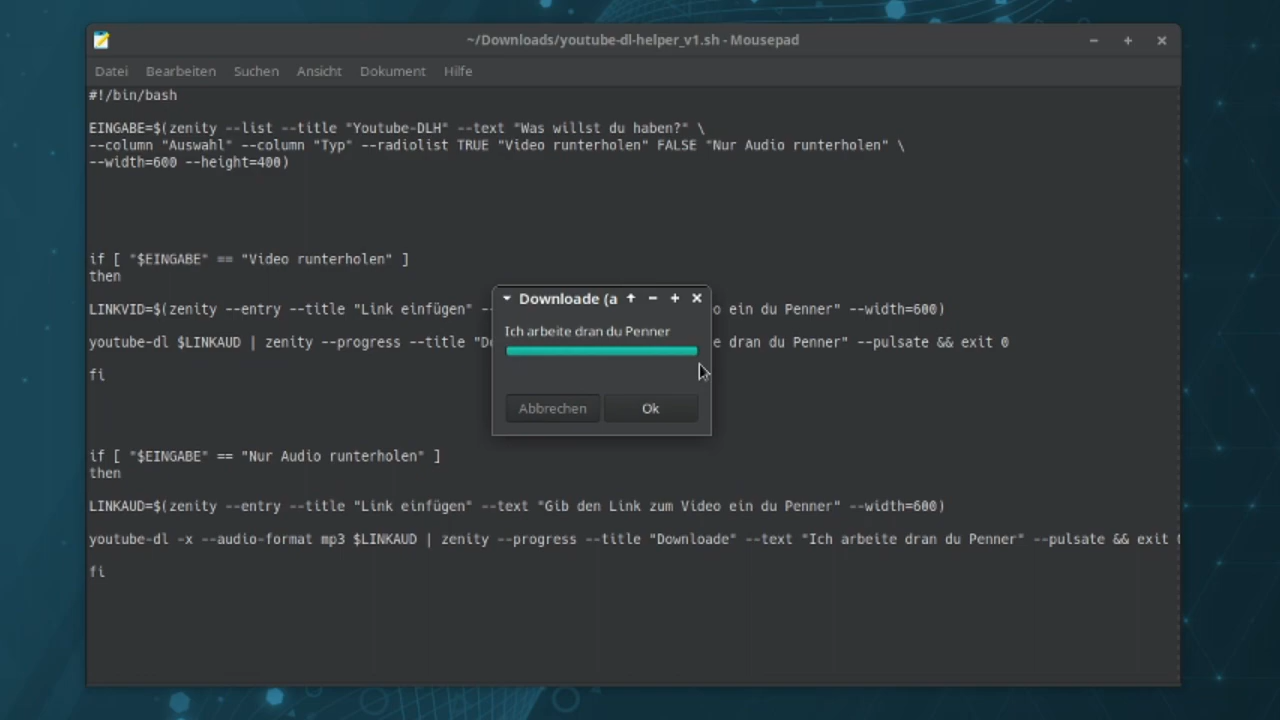 ~/Downloads/youtube-dl-helper_v1.sh - Mousepad
Datei Bearbeiten Suchen Ansicht Dokument Hilfe
#!/bin/bash
EINGABE=$(zenity --list --title "Youtube-DLH" --text "Was willst du haben?" \
--column "Auswahl" --column "Typ" --radiolist TRUE "Video runterholen" FALSE "Nur Audio runterholen" \
--width=600 --height=400)
if [ "$EINGABE" == "Video runterholen" ]
then
LINKVID=$(zenity --entry --title "Link einfügen" ein du Penner" --width=600)
youtube-dl $LINKAUD | zenity --progress --title dran du Penner" --pulsate && exit 0
fi
Downloade (a
Ich arbeite dran du Penner
Abbrechen Ok
if [ "$EINGABE" == "Nur Audio runterholen" ]
then
LINKAUD=$(zenity --entry --title "Link einfügen" --text "Gib den Link zum Video ein du Penner" --width=600)
youtube-dl -x --audio-format mp3 $LINKAUD | zenity --progress --title "Downloade" --text "Ich arbeite dran du Penner" --pulsate && exit
fi